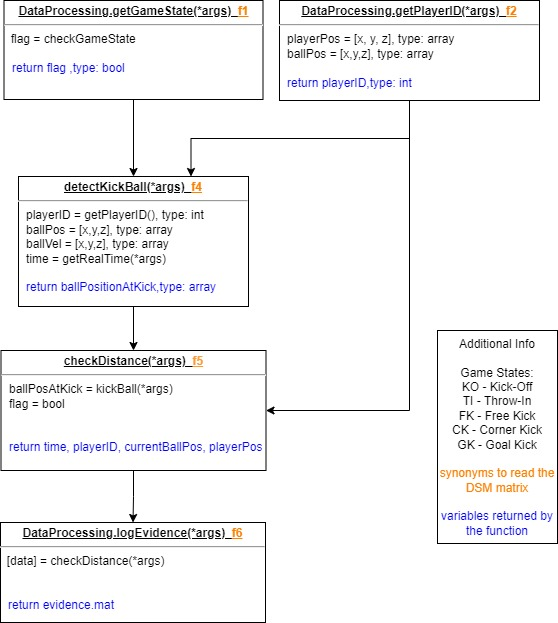 DataProcessing.getGameState(*args)_f1
flag = checkGameState
return flag ,type: bool
DataProcessing.getPlayerID(*args)_f2
playerPos = [x, y, z], type: array
ballPos = [x,y,z], type: array
return playerID,type: int
detectKickBall(*args)_f4
playerID = getPlayerID(), type: int
ballPos = [x,y,z], type: array
ballVel = [x,y,z], type: array
time = getRealTime(*args)
return ballPositionAtKick,type: array
checkDistance(*args)_f5
ballPosAtKick = kickBall(*args)
flag = bool
return time, playerID, currentBallPos, playerPos
DataProcessing.logEvidence(*args)_f6
[data] = checkDistance(*args)
return evidence.mat
Additional Info
Game States:
KO - Kick-Off
TI - Throw-In
FK - Free Kick
CK - Corner Kick
GK - Goal Kick
synonyms to read the
DSM matrix
variables returned by
the function